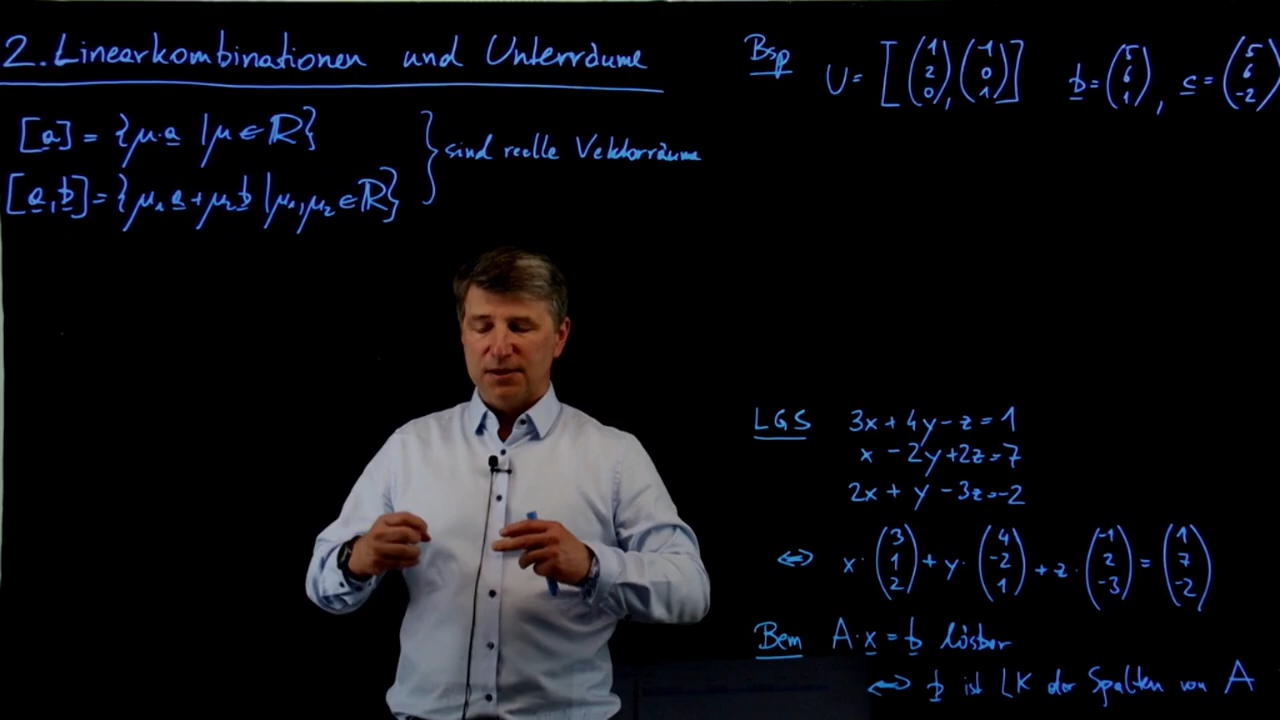 2. Linearkombinationen und Unterräume
[a] = {μ·a | μ ∈ ℝ}
[a, b] = {μ₁ a + μ₂ b | μ₁, μ₂ ∈ ℝ}
} sind reelle Vektorräume
Bsp U = [(1 2 0), (-1 0 1)] b = (5 6 1), c = (5 6 -2)
LGS 3x + 4y - z = 1
x - 2y + 2z = 7
2x + y - 3z = -2
⟺ x · (3 1 2) + y · (4 -2 1) + z · (-1 2 -3) = (1 7 -2)
Bem A · x = b lösbar
⟺ b ist LK der Spalten von A